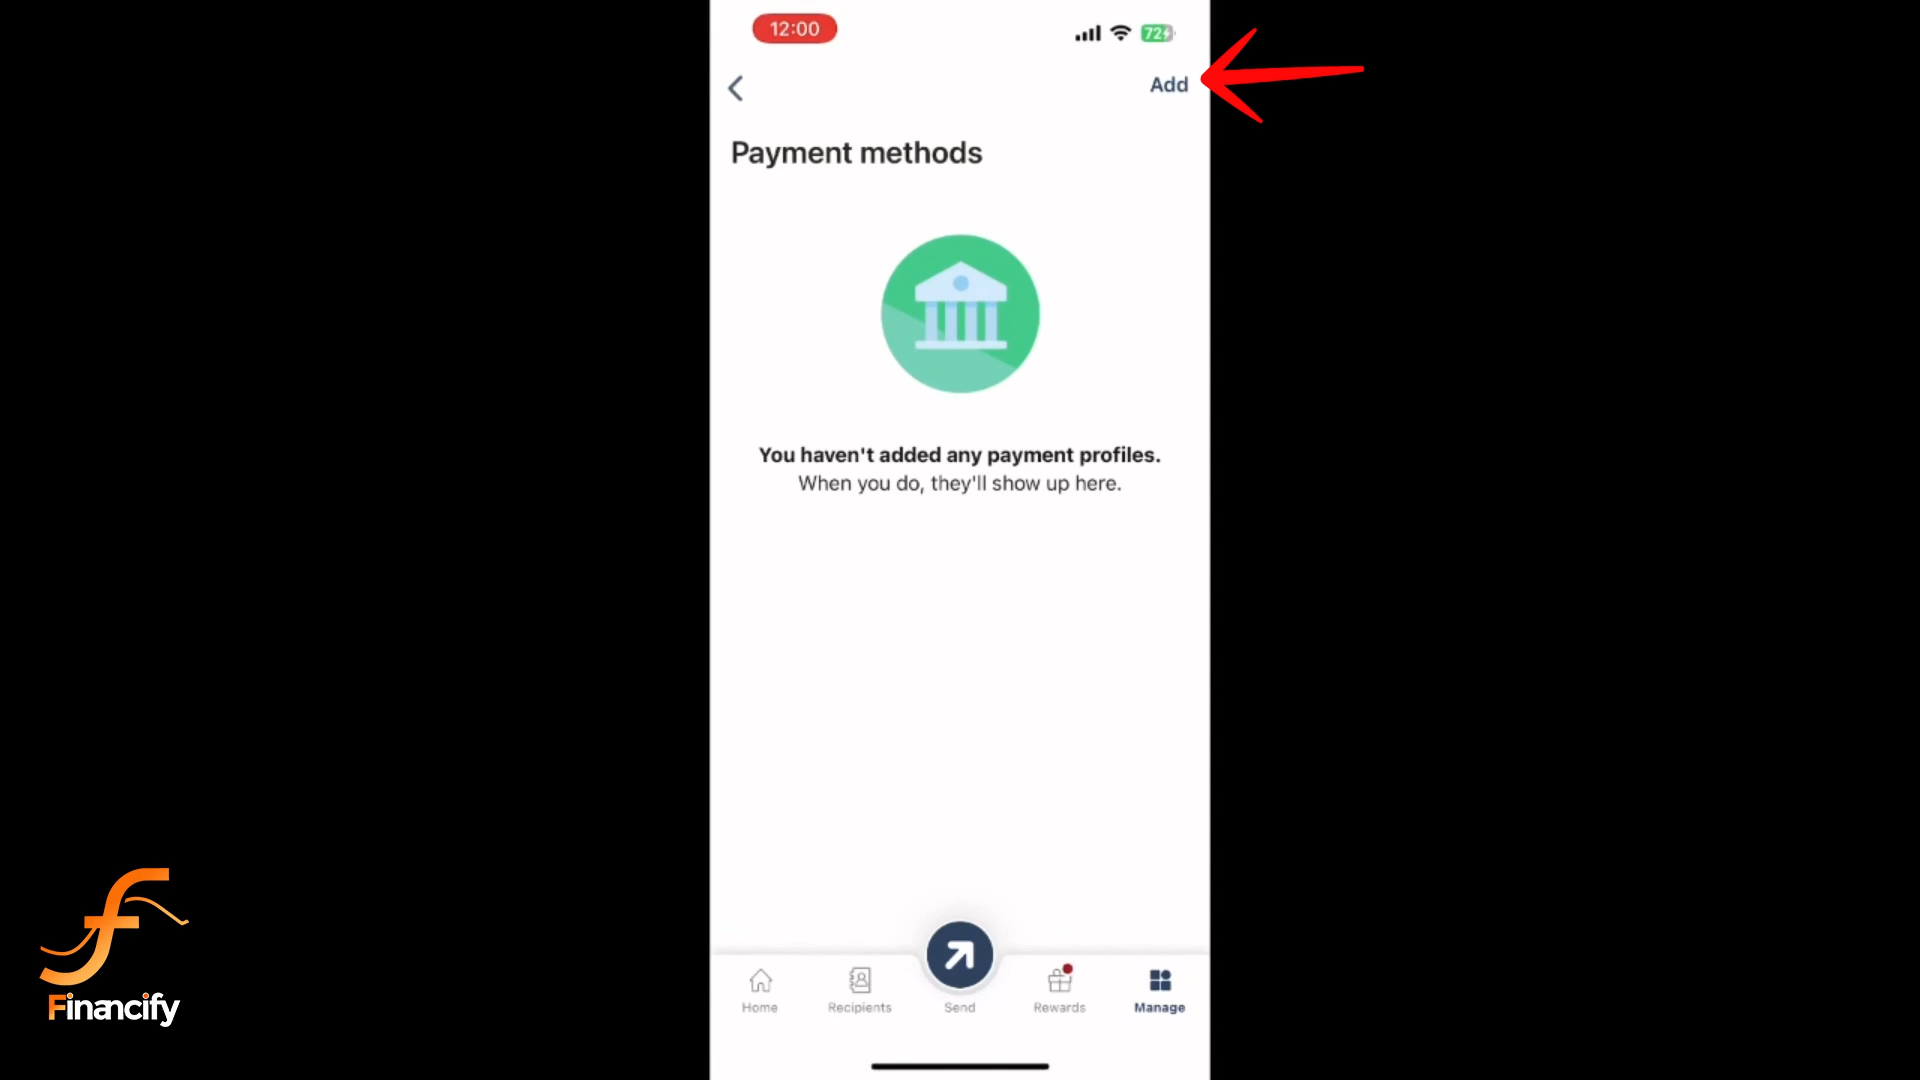 12:00
72
Add
Payment methods
You haven't added any payment profiles.
When you do, they'll show up here.
Home
Recipients
Send
Rewards
Manage
Financify